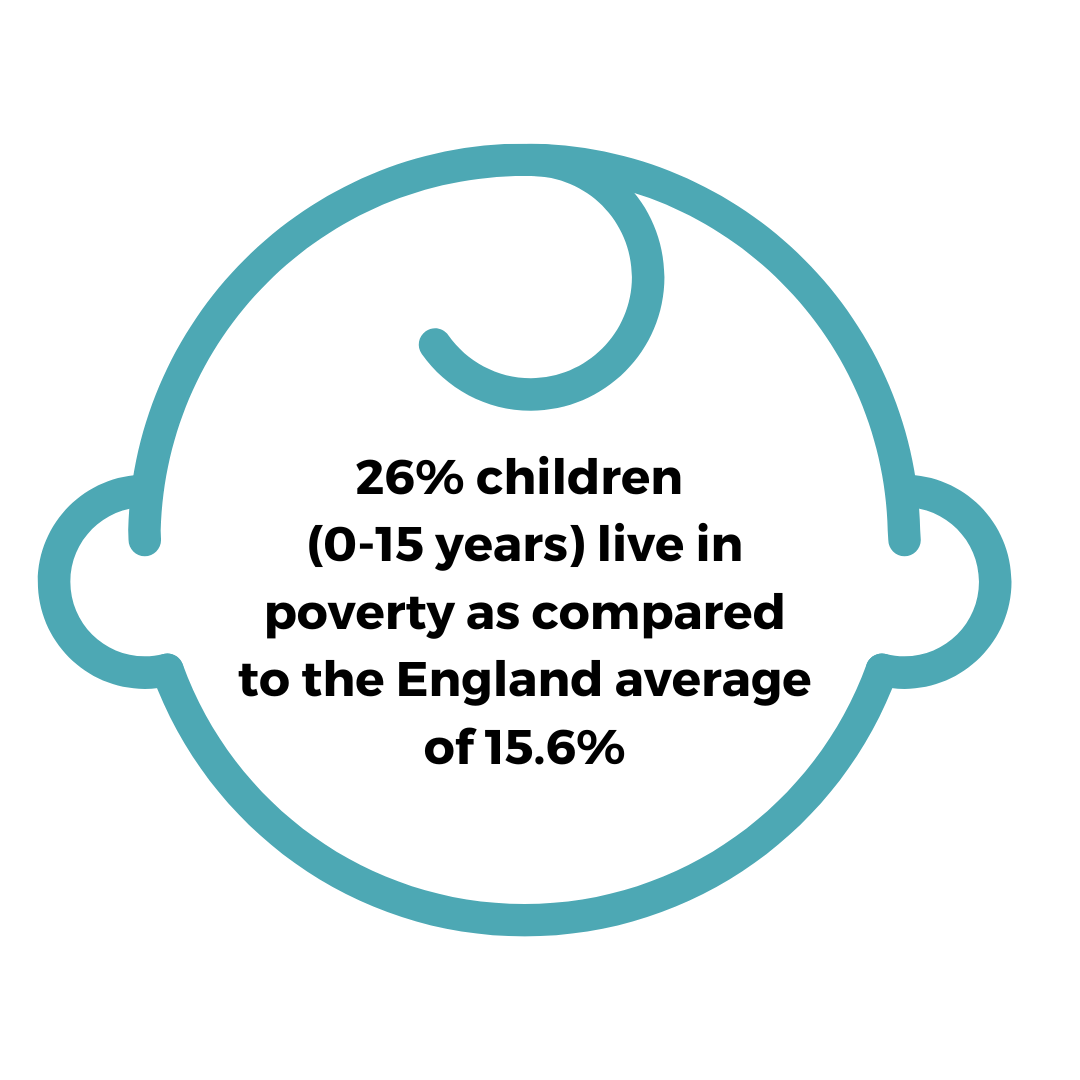 26% children
(0-15 years) live in
poverty as compared
to the England average
of 15.6%